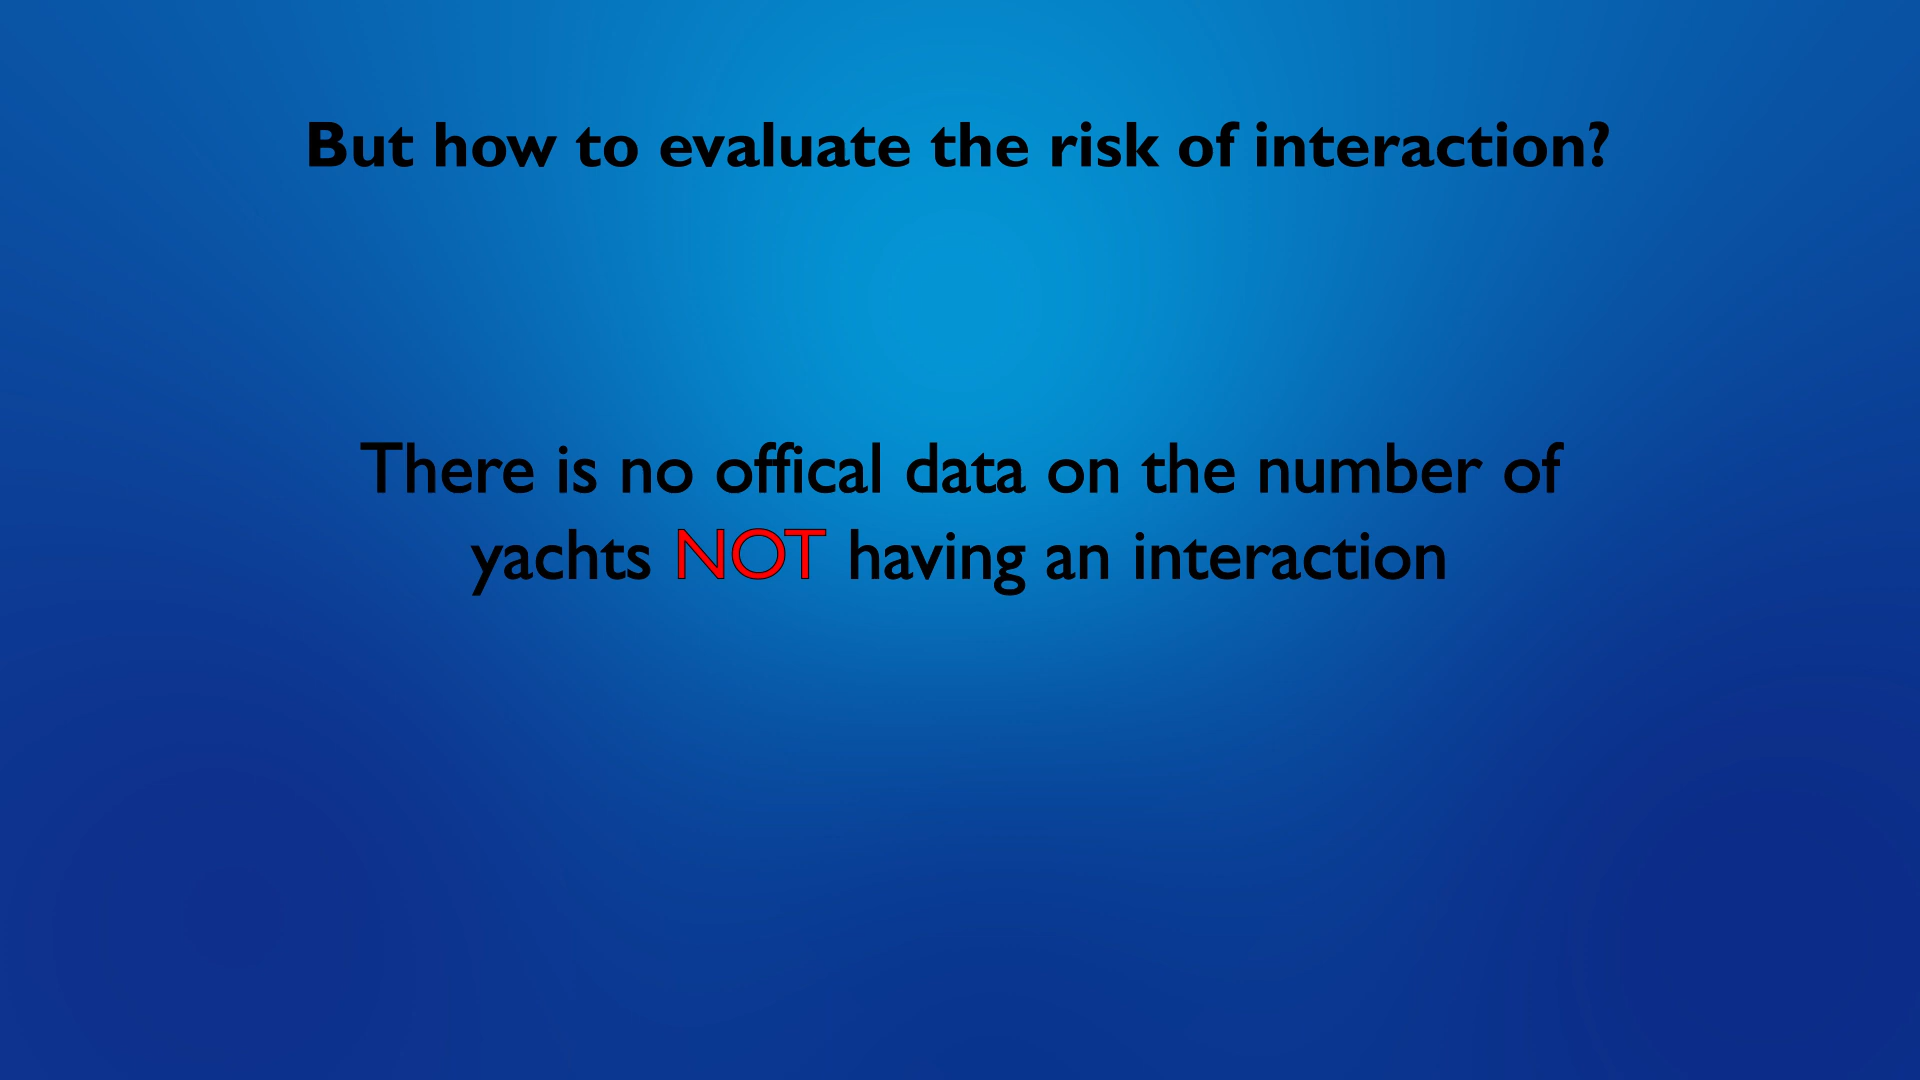 But how to evaluate the risk of interaction?
There is no offical data on the number of
yachts NOT having an interaction